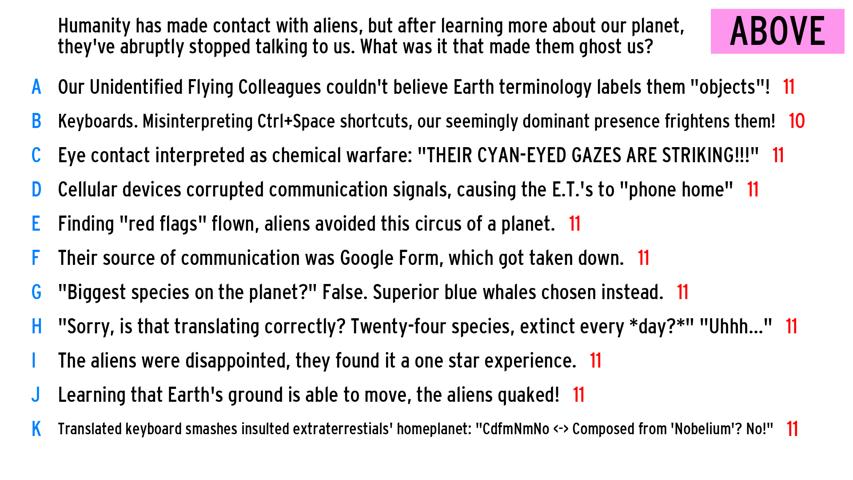 Humanity has made contact with aliens, but after learning more about our planet,
they've abruptly stopped talking to us. What was it that made them ghost us?
ABOVE
A Our Unidentified Flying Colleagues couldn't believe Earth terminology labels them "objects"! 11
B Keyboards. Misinterpreting Ctrl+Space shortcuts, our seemingly dominant presence frightens them! 10
C Eye contact interpreted as chemical warfare: "THEIR CYAN-EYED GAZES ARE STRIKING!!!" 11
D Cellular devices corrupted communication signals, causing the E.T.'s to "phone home" 11
E Finding "red flags" flown, aliens avoided this circus of a planet. 11
F Their source of communication was Google Form, which got taken down. 11
G "Biggest species on the planet?" False. Superior blue whales chosen instead. 11
H "Sorry, is that translating correctly? Twenty-four species, extinct every *day?*" "Uhhh..." 11
I The aliens were disappointed, they found it a one star experience. 11
J Learning that Earth's ground is able to move, the aliens quaked! 11
K Translated keyboard smashes insulted extraterrestials' homeplanet: "CdfmNmNo <-> Composed from 'Nobelium'? No!" 11